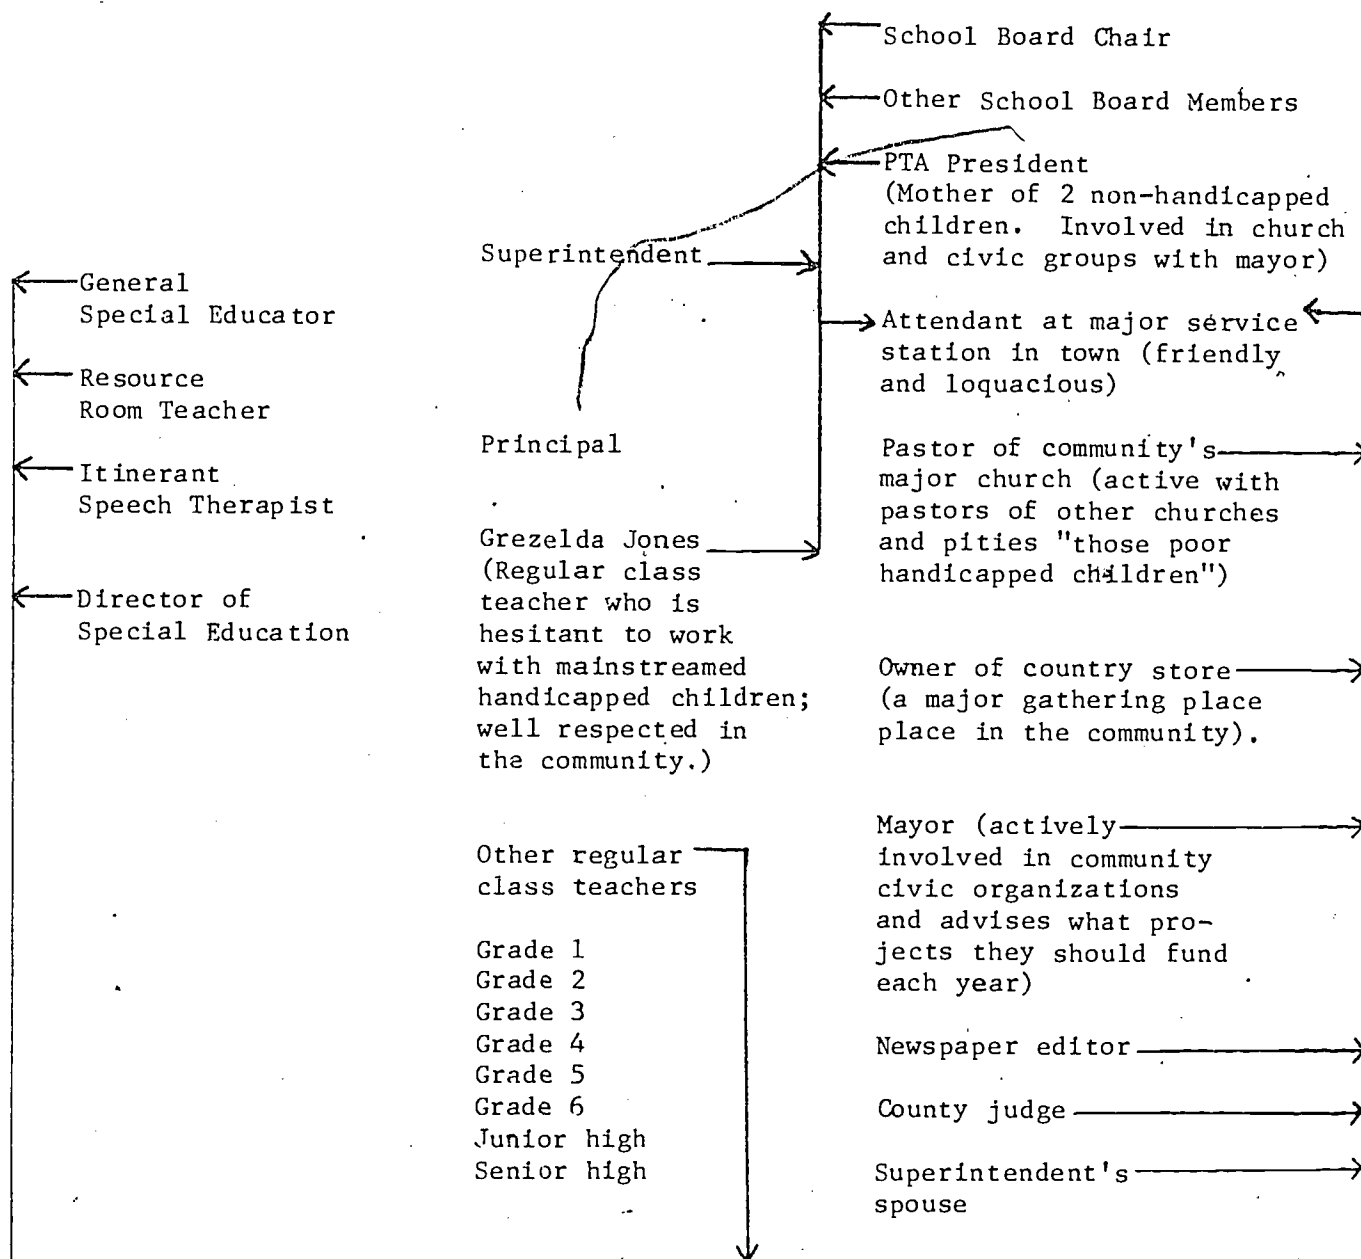 General
Special Educator
Resource
Room Teacher
Itinerant
Speech Therapist
Director of
Special Education
Superintendent
Principal
Grezelda Jones
(Regular class
teacher who is
hesitant to work
with mainstreamed
handicapped children;
well respected in
the community.)
Other regular
class teachers
Grade 1
Grade 2
Grade 3
Grade 4
Grade 5
Grade 6
Junior high
Senior high
School Board Chair
Other School Board Members
PTA President
(Mother of 2 non-handicapped
children. Involved in church
and civic groups with mayor)
Attendant at major service
station in town (friendly
and loquacious)
Pastor of community's
major church (active with
pastors of other churches
and pities "those poor
handicapped children")
Owner of country store
(a major gathering place
place in the community).
Mayor (actively
involved in community
civic organizations
and advises what pro-
jects they should fund
each year)
Newspaper editor
County judge
Superintendent's
spouse